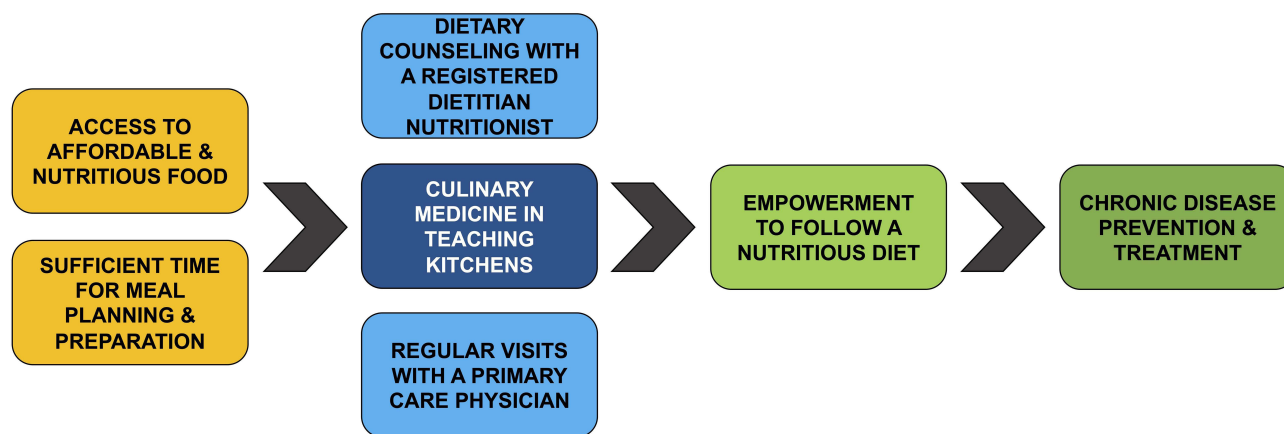 ACCESS TO
AFFORDABLE &
NUTRITIOUS FOOD
SUFFICIENT TIME
FOR MEAL
PLANNING &
PREPARATION
DIETARY
COUNSELING WITH
A REGISTERED
DIETITIAN
NUTRITIONIST
CULINARY
MEDICINE IN
TEACHING
KITCHENS
REGULAR VISITS
WITH A PRIMARY
CARE PHYSICIAN
EMPOWERMENT
TO FOLLOW A
NUTRITIOUS DIET
CHRONIC DISEASE
PREVENTION &
TREATMENT